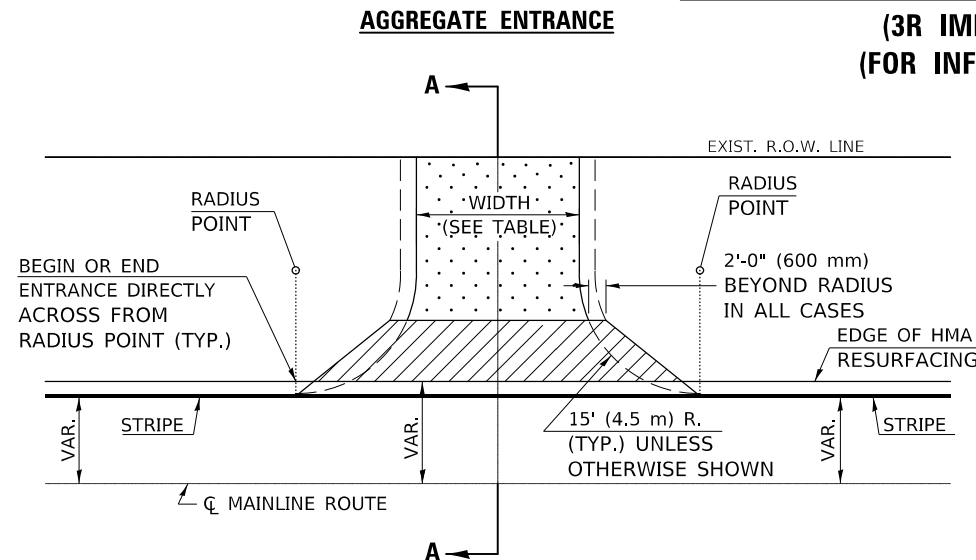 AGGREGATE ENTRANCE
(3R IM
(FOR INF
A
EXIST. R.O.W. LINE
RADIUS
POINT
RADIUS
POINT
WIDTH
(SEE TABLE)
2'-0" (600 mm)
BEYOND RADIUS
IN ALL CASES
BEGIN OR END
ENTRANCE DIRECTLY
ACROSS FROM
RADIUS POINT (TYP.)
EDGE OF HMA
RESURFACING
STRIPE
15' (4.5 m) R.
(TYP.) UNLESS
OTHERWISE SHOWN
STRIPE
VAR.
VAR.
VAR.
℄ MAINLINE ROUTE
A